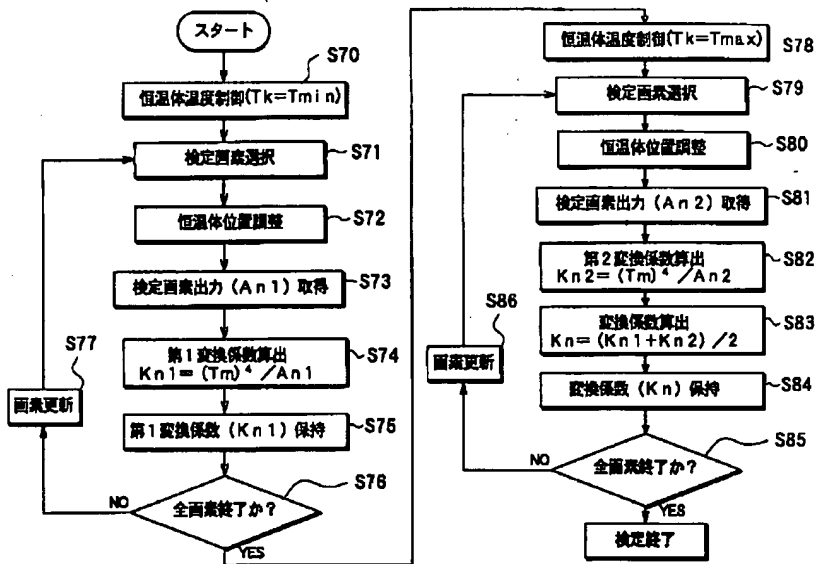 スタート
S70
恒温体温度制御(Tk=Tmin)
検定画素選択
S71
恒温体位置調整
S72
検定画素出力（An1）取得
S73
第1変換係数算出
Kn1=(Tm)⁴/An1
S74
第1変換係数（Kn1）保持
S75
S77
画素更新
全画素終了か？
S76
NO
YES
恒温体温度制御(Tk=Tmax)
S78
検定画素選択
S79
恒温体位置調整
S80
検定画素出力（An2）取得
S81
第2変換係数算出
Kn2=(Tm)⁴/An2
S82
変換係数算出
Kn=(Kn1+Kn2)/2
S83
変換係数（Kn）保持
S84
S86
画素更新
全画素終了か？
S85
NO
YES
検定終了